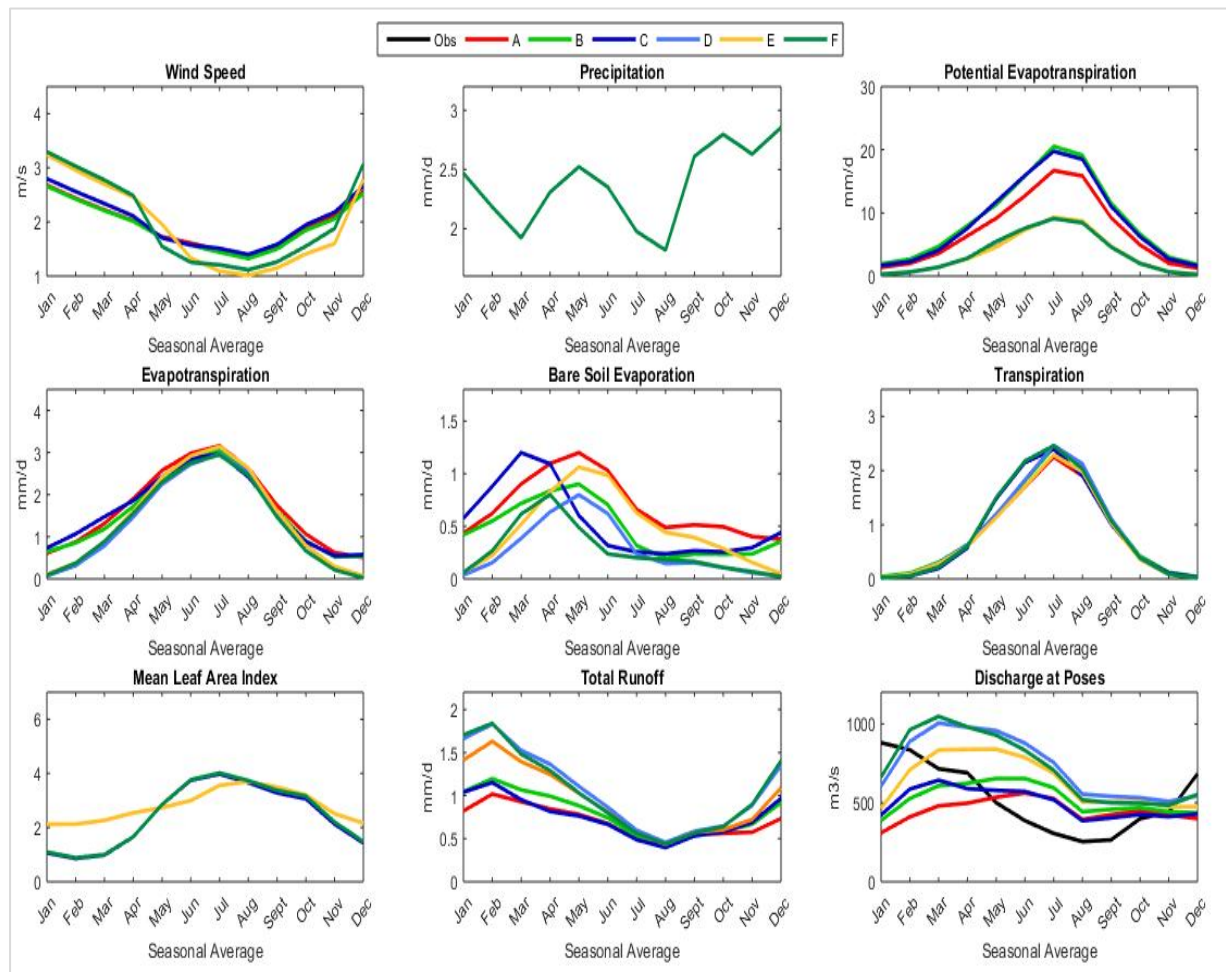 Obs A B C D E F
Wind Speed
4
3
2
1
m/s
Jan Feb Mar Apr May Jun Jul Aug Sept Oct Nov Dec
Seasonal Average
Precipitation
3
2.5
2
mm/d
Jan Feb Mar Apr May Jun Jul Aug Sept Oct Nov Dec
Seasonal Average
Potential Evapotranspiration
30
20
10
0
mm/d
Jan Feb Mar Apr May Jun Jul Aug Sept Oct Nov Dec
Seasonal Average
Evapotranspiration
4
3
2
1
0
mm/d
Jan Feb Mar Apr May Jun Jul Aug Sept Oct Nov Dec
Seasonal Average
Bare Soil Evaporation
1.5
1
0.5
0
mm/d
Jan Feb Mar Apr May Jun Jul Aug Sept Oct Nov Dec
Seasonal Average
Transpiration
3
2
1
0
mm/d
Jan Feb Mar Apr May Jun Jul Aug Sept Oct Nov Dec
Seasonal Average
Mean Leaf Area Index
6
4
2
0
Jan Feb Mar Apr May Jun Jul Aug Sept Oct Nov Dec
Seasonal Average
Total Runoff
2
1.5
1
0.5
0
mm/d
Jan Feb Mar Apr May Jun Jul Aug Sept Oct Nov Dec
Seasonal Average
Discharge at Poses
1000
500
0
m3/s
Jan Feb Mar Apr May Jun Jul Aug Sept Oct Nov Dec
Seasonal Average